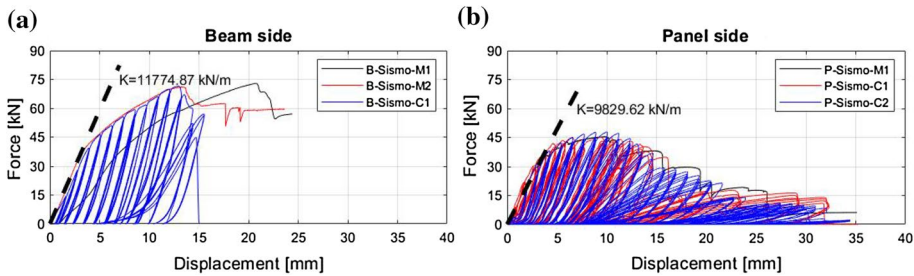 (a)
Beam side
Force [kN]
90
75
60
45
30
15
0
K=11774.87 kN/m
B-Sismo-M1
B-Sismo-M2
B-Sismo-C1
0 5 10 15 20 25 30 35 40
Displacement [mm]
(b)
Panel side
Force [kN]
90
75
60
45
30
15
0
K=9829.62 kN/m
P-Sismo-M1
P-Sismo-C1
P-Sismo-C2
0 5 10 15 20 25 30 35 40
Displacement [mm]